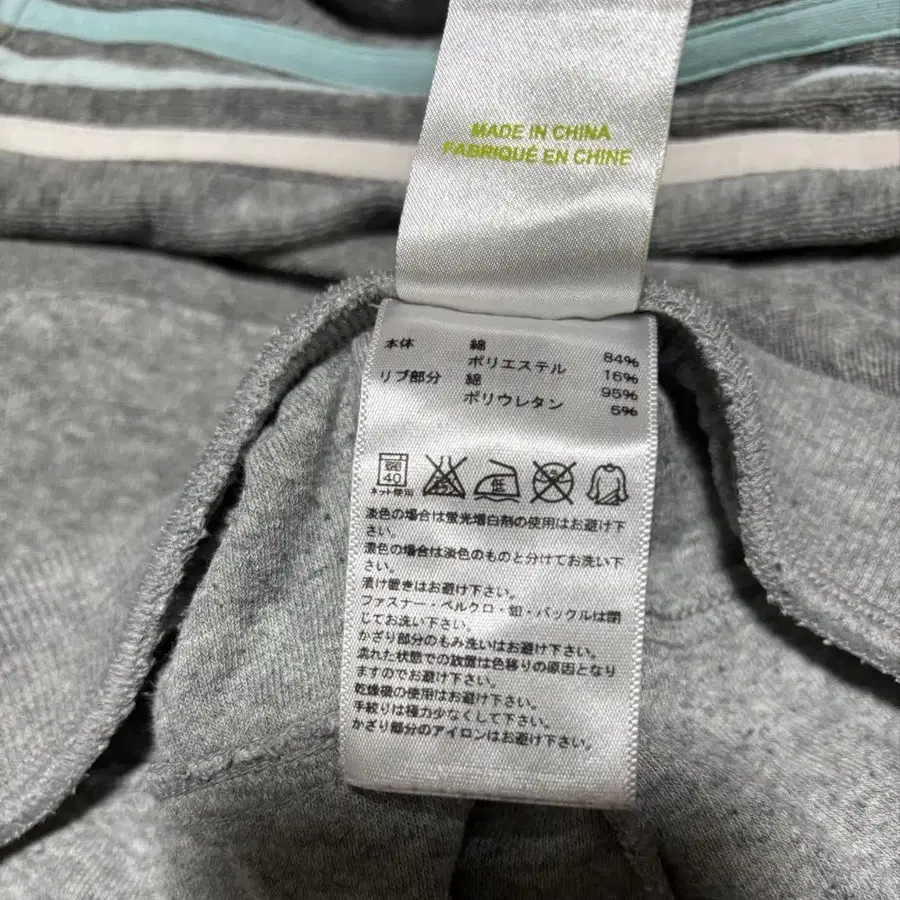 MADE IN CHINA
FABRIQUÉ EN CHINE
本体 綿 84%
ポリエステル 16%
リブ部分 綿 95%
ポリウレタン 5%
40
ネット使用
低
淡色の場合は蛍光増白剤の使用はお避け下
さい。
濃色の場合は淡色のものと分けてお洗い下
さい。
漬け置きはお避け下さい。
ファスナー・ベルクロ・釦・バックルは閉
じてお洗い下さい。
かざり部分のもみ洗いはお避け下さい。
濡れた状態での放置は色移りの原因となり
ますのでお避け下さい。
乾燥機の使用はお避け下さい。
手絞りは極力少なくして下さい。
かざり部分のアイロンはお避け下さい。